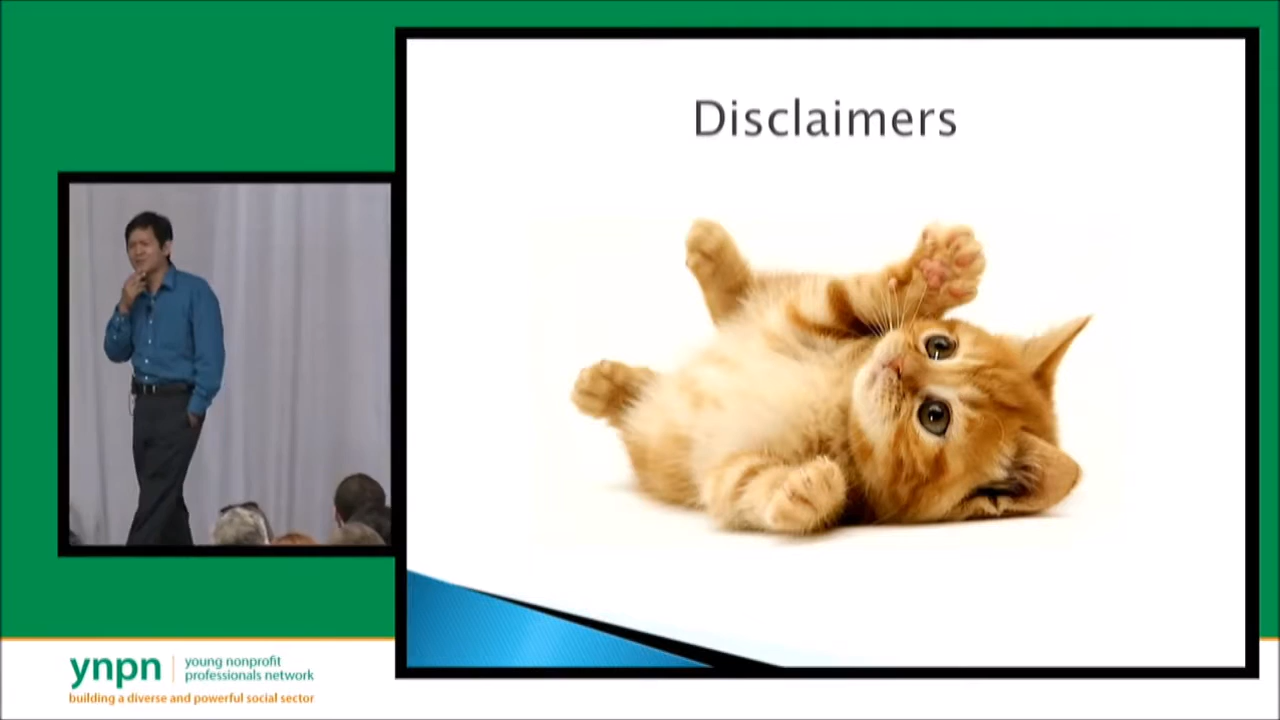 Disclaimers
ynpn
young nonprofit
professionals network
building a diverse and powerful social sector